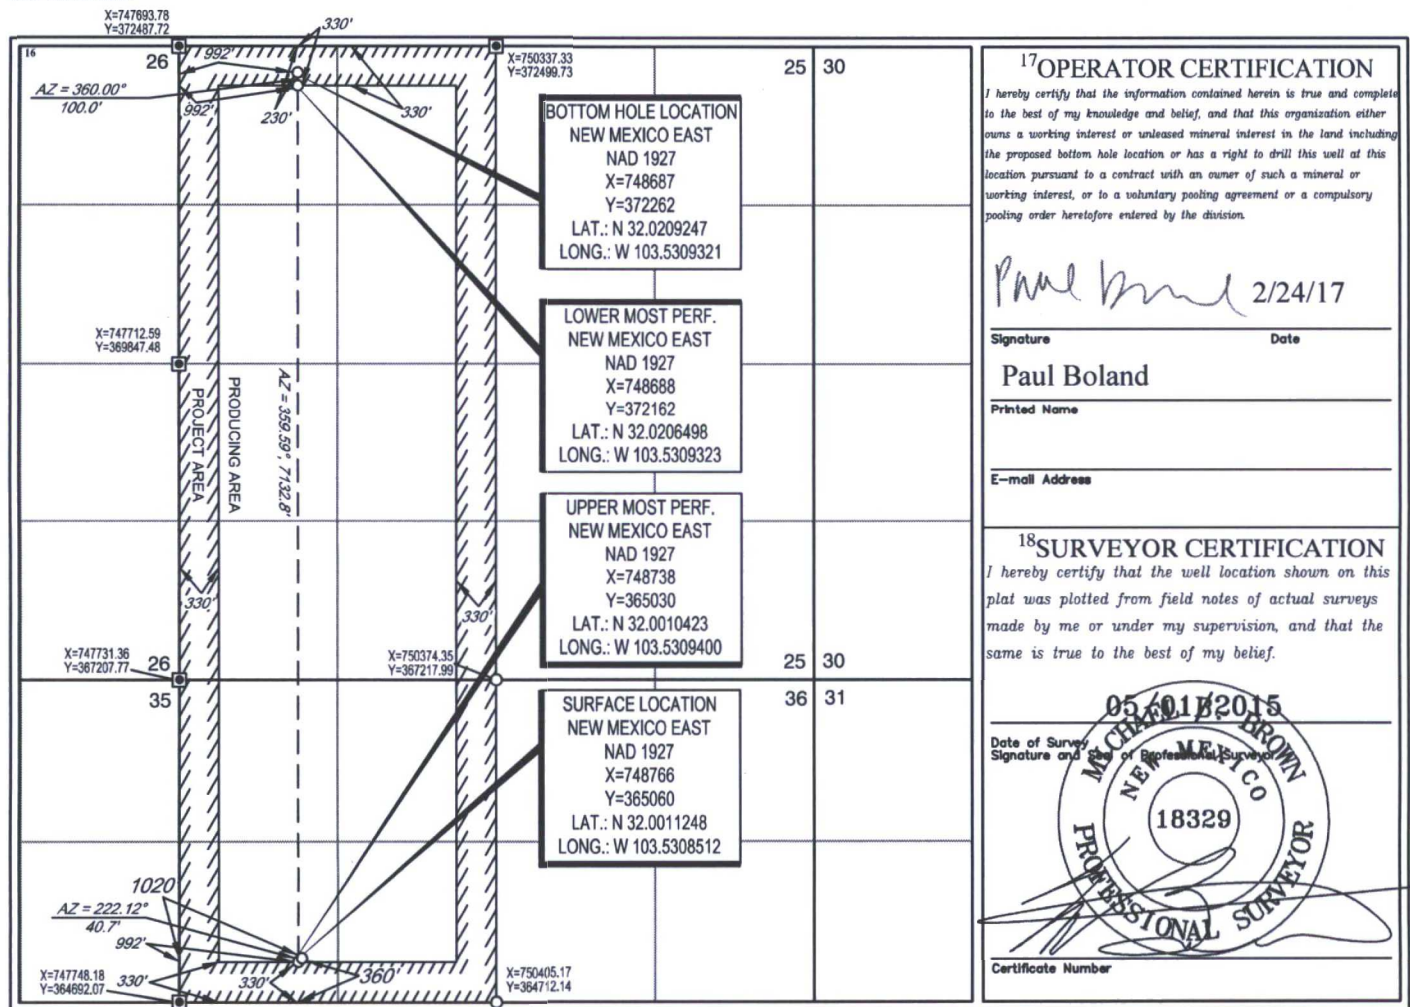 X=747693.78
Y=372487.72
330'
16
26
992'
X=750337.33
Y=372499.73
25
30
AZ = 360.00°
100.0'
992'
230'
330'
BOTTOM HOLE LOCATION
NEW MEXICO EAST
NAD 1927
X=748687
Y=372262
LAT.: N 32.0209247
LONG.: W 103.5309321
LOWER MOST PERF.
NEW MEXICO EAST
NAD 1927
X=748688
Y=372162
LAT.: N 32.0206498
LONG.: W 103.5309323
X=747712.59
Y=369847.48
PROJECT AREA
PRODUCING AREA
AZ = 359.59°, 7132.8'
UPPER MOST PERF.
NEW MEXICO EAST
NAD 1927
X=748738
Y=365030
LAT.: N 32.0010423
LONG.: W 103.5309400
330'
330'
X=747731.36
Y=367207.77
26
35
X=750374.35
Y=367217.99
25
30
36
31
SURFACE LOCATION
NEW MEXICO EAST
NAD 1927
X=748766
Y=365060
LAT.: N 32.0011248
LONG.: W 103.5308512
1020'
AZ = 222.12°
40.7'
992'
X=747748.18
Y=364692.07
330'
330'
360'
X=750405.17
Y=364712.14
17OPERATOR CERTIFICATION
I hereby certify that the information contained herein is true and complete
to the best of my knowledge and belief, and that this organization either
owns a working interest or unleased mineral interest in the land including
the proposed bottom hole location or has a right to drill this well at this
location pursuant to a contract with an owner of such a mineral or
working interest, or to a voluntary pooling agreement or a compulsory
pooling order heretofore entered by the division.
2/24/17
Signature
Date
Paul Boland
Printed Name
E-mail Address
18SURVEYOR CERTIFICATION
I hereby certify that the well location shown on this
plat was plotted from field notes of actual surveys
made by me or under my supervision, and that the
same is true to the best of my belief.
05/01/2015
Date of Survey
Signature and Seal of Professional Surveyor:
MICHAEL B. BROWN
NEW MEXICO
18329
PROFESSIONAL SURVEYOR
Certificate Number